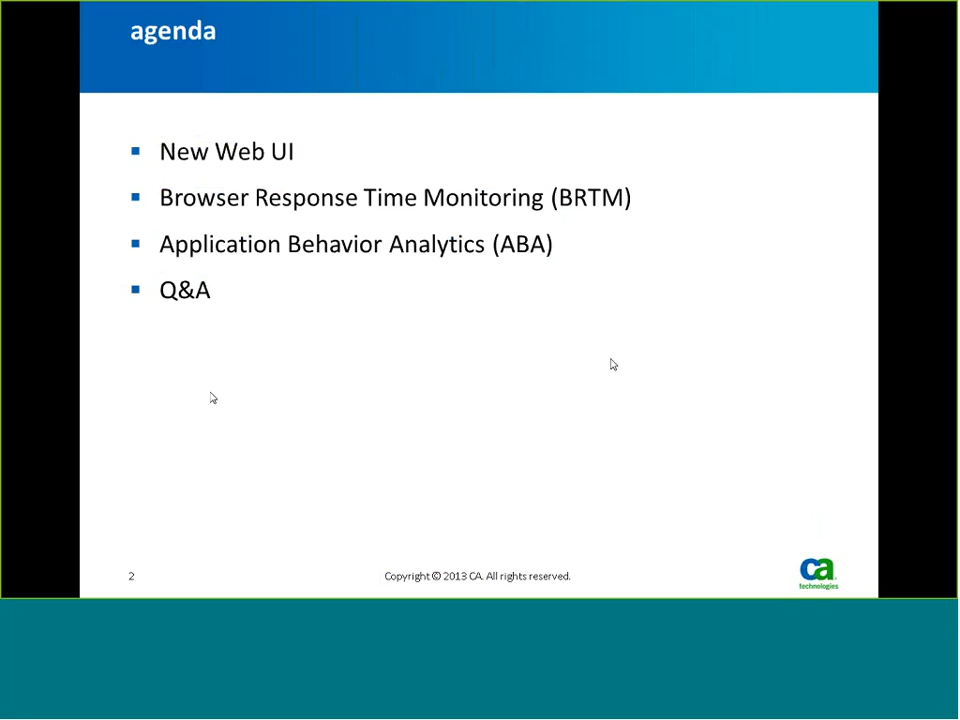 agenda
New Web UI
Browser Response Time Monitoring (BRTM)
Application Behavior Analytics (ABA)
Q&A
2
Copyright © 2013 CA. All rights reserved.
ca
technologies